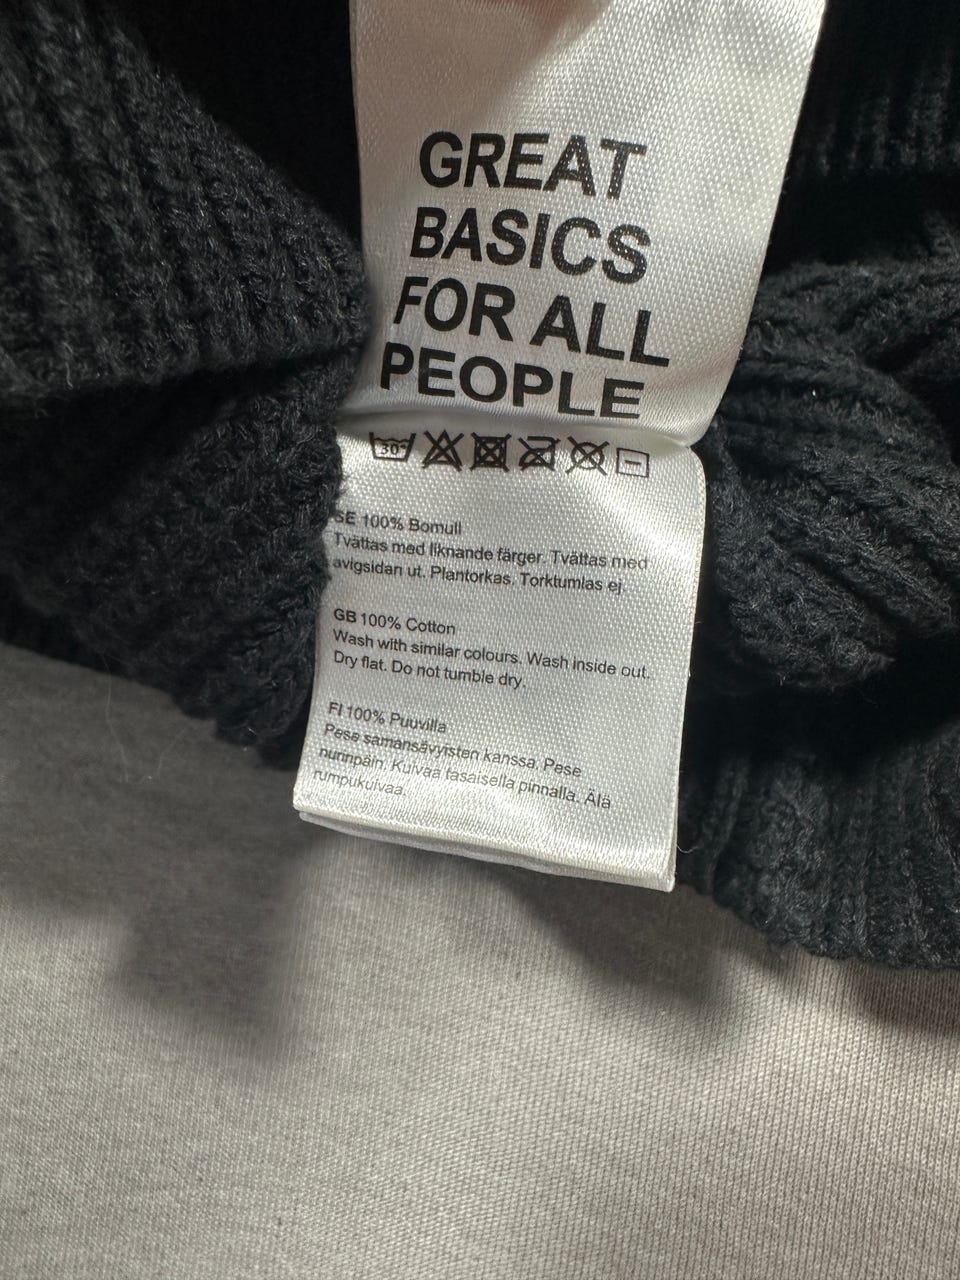 GREAT
BASICS
FOR ALL
PEOPLE
30°
SE 100% Bomull
Tvättas med liknande färger. Tvättas med
avigsidan ut. Plantorkas. Torktumlas ej
GB 100% Cotton
Wash with similar colours. Wash inside out.
Dry flat. Do not tumble dry.
FI 100% Puuvilla
Pese samansävyisten kanssa. Pese
nurinpäin. Kuivaa tasaisella pinnalla. Älä
rumpukuivaa.